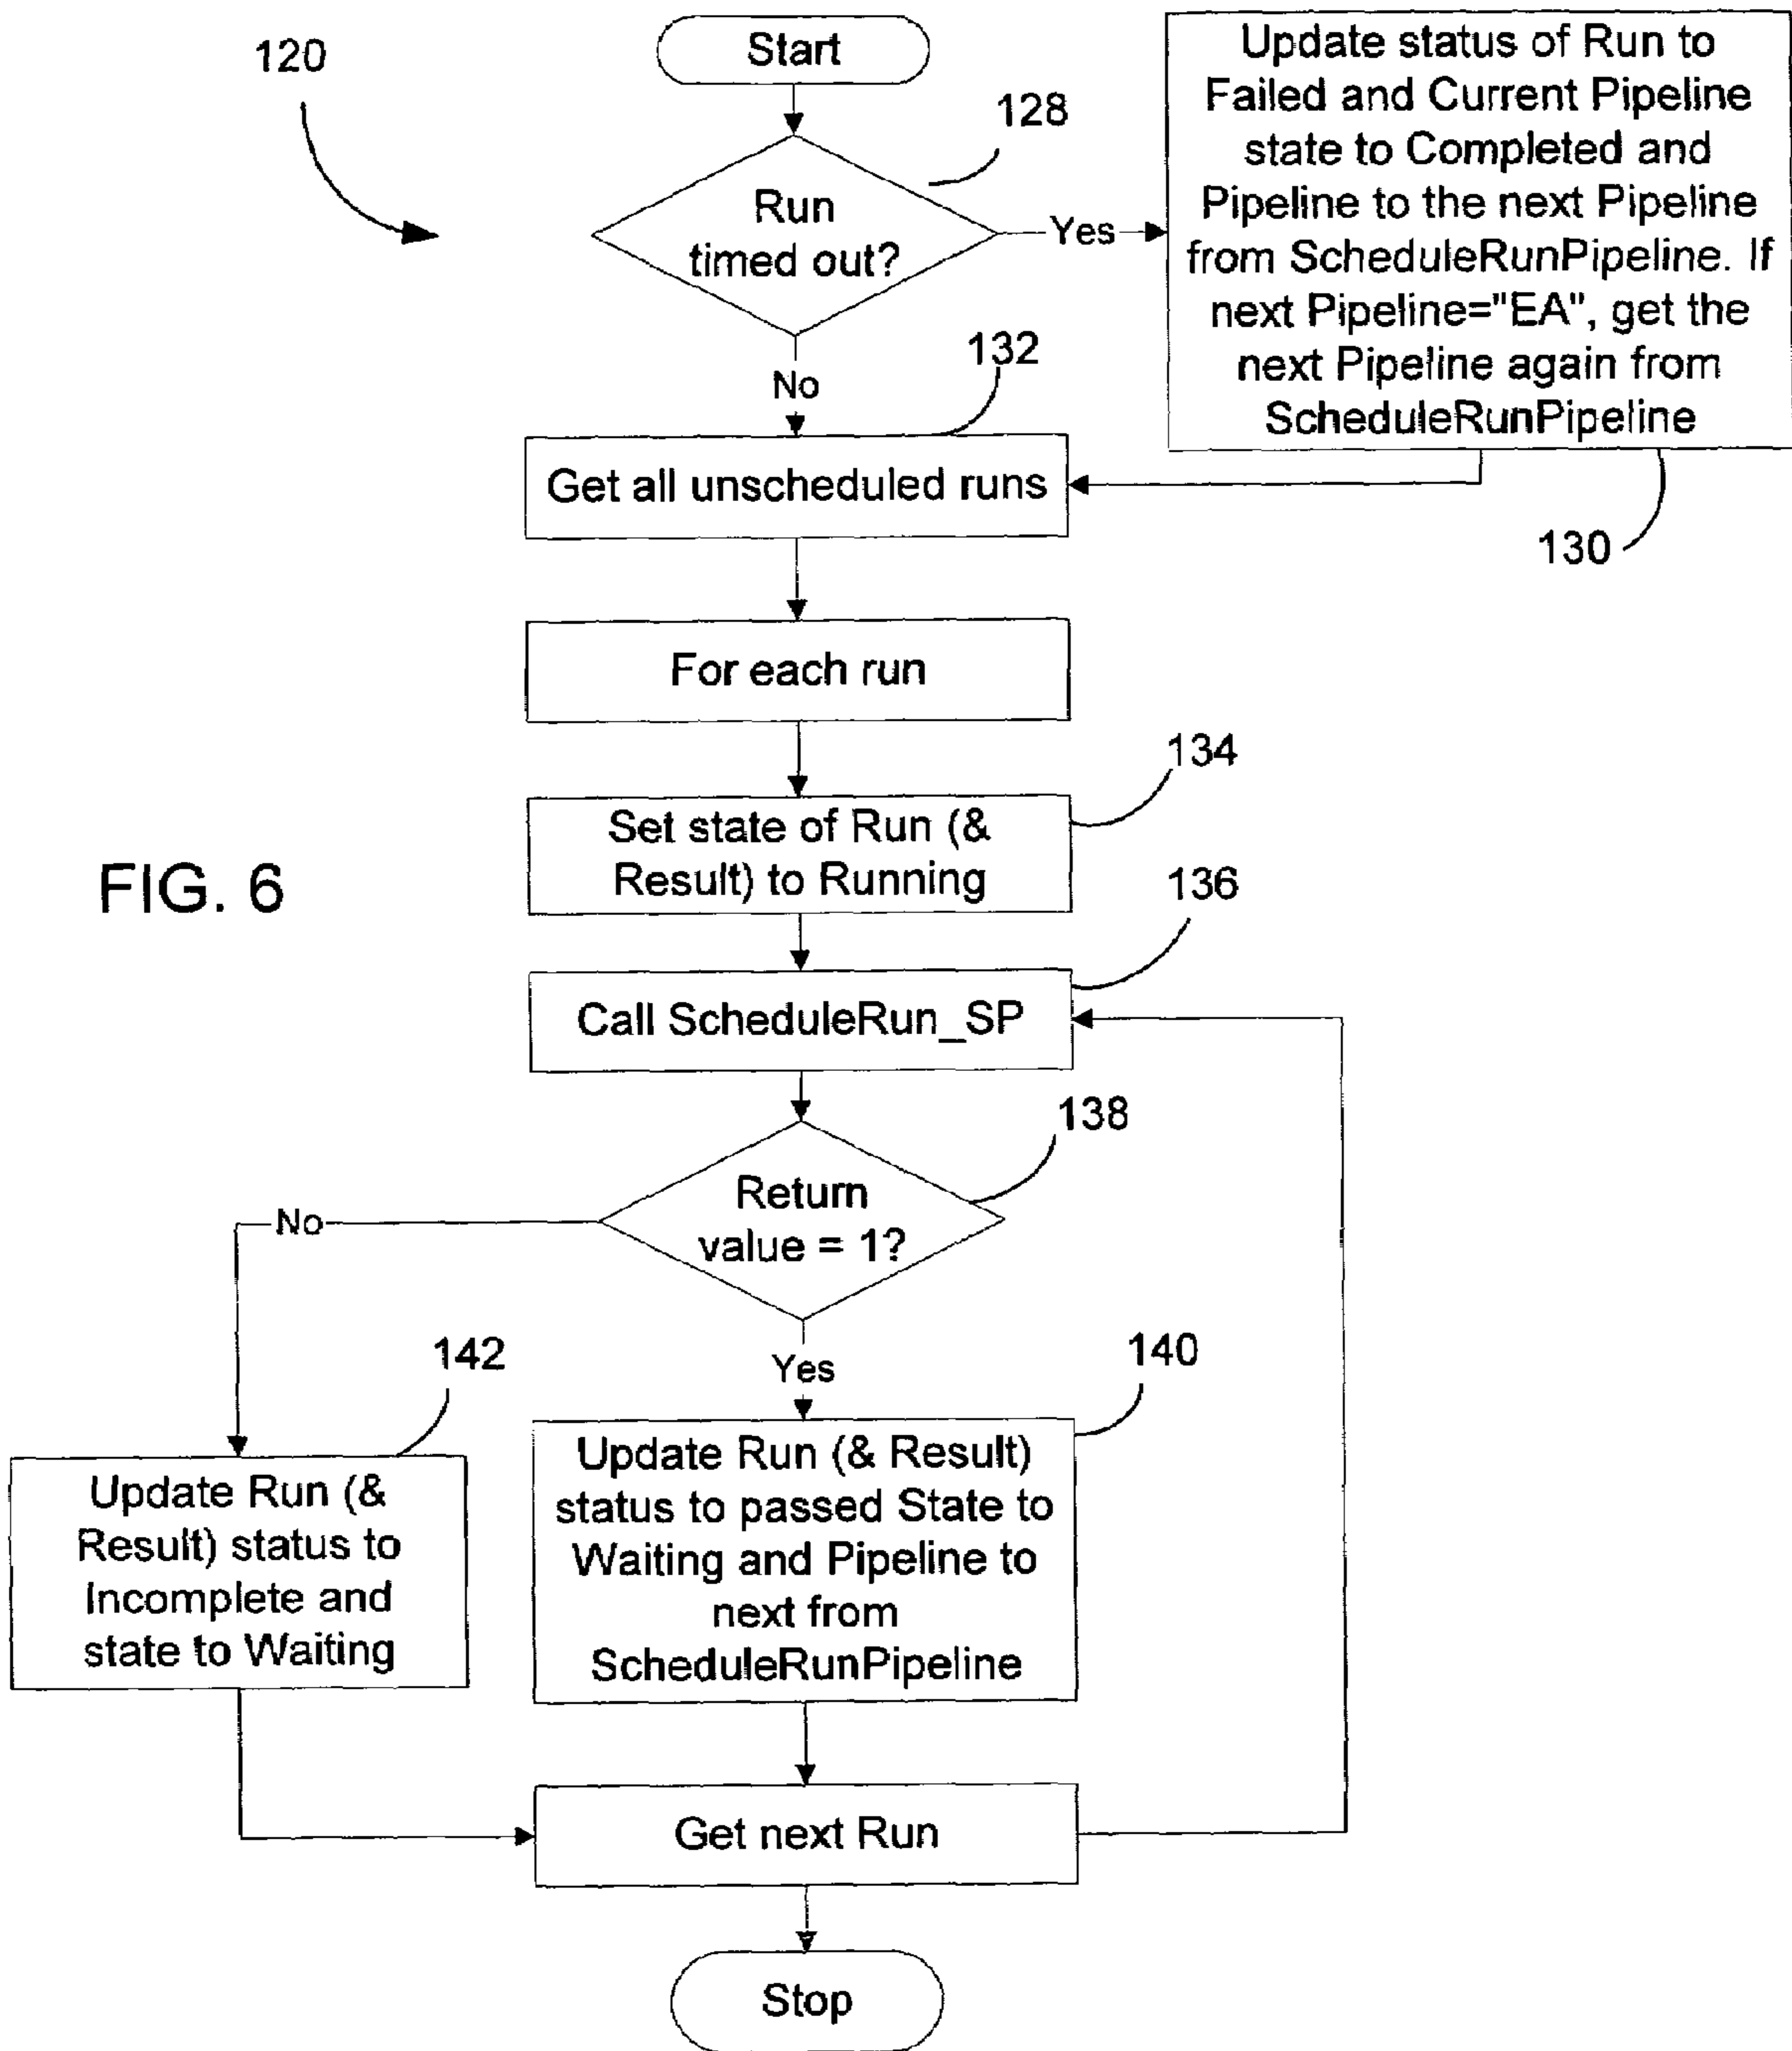 120
Start
128
Run
timed out?
Yes
Update status of Run to
Failed and Current Pipeline
state to Completed and
Pipeline to the next Pipeline
from ScheduleRunPipeline. If
next Pipeline="EA", get the
next Pipeline again from
ScheduleRunPipeline
130
No
132
Get all unscheduled runs
For each run
134
Set state of Run (&
Result) to Running
FIG. 6
136
Call ScheduleRun_SP
138
Return
value = 1?
No
Yes
142
Update Run (&
Result) status to
Incomplete and
state to Waiting
140
Update Run (& Result)
status to passed State to
Waiting and Pipeline to
next from
ScheduleRunPipeline
Get next Run
Stop